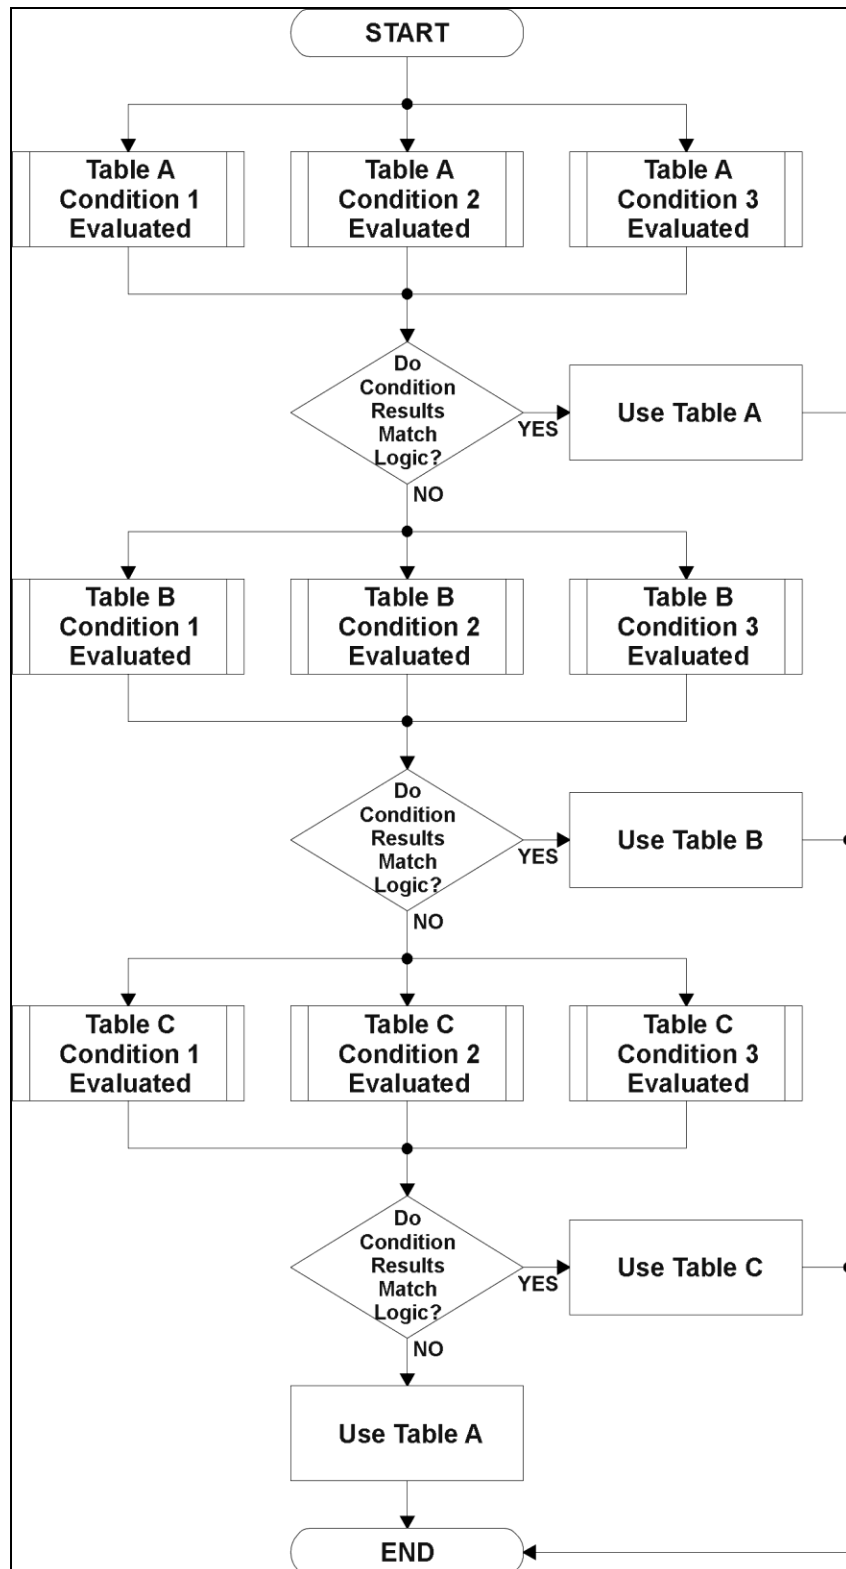 START
Table A
Condition 1
Evaluated
Table A
Condition 2
Evaluated
Table A
Condition 3
Evaluated
Do
Condition
Results
Match
Logic?
YES
Use Table A
NO
Table B
Condition 1
Evaluated
Table B
Condition 2
Evaluated
Table B
Condition 3
Evaluated
Do
Condition
Results
Match
Logic?
YES
Use Table B
NO
Table C
Condition 1
Evaluated
Table C
Condition 2
Evaluated
Table C
Condition 3
Evaluated
Do
Condition
Results
Match
Logic?
YES
Use Table C
NO
Use Table A
END